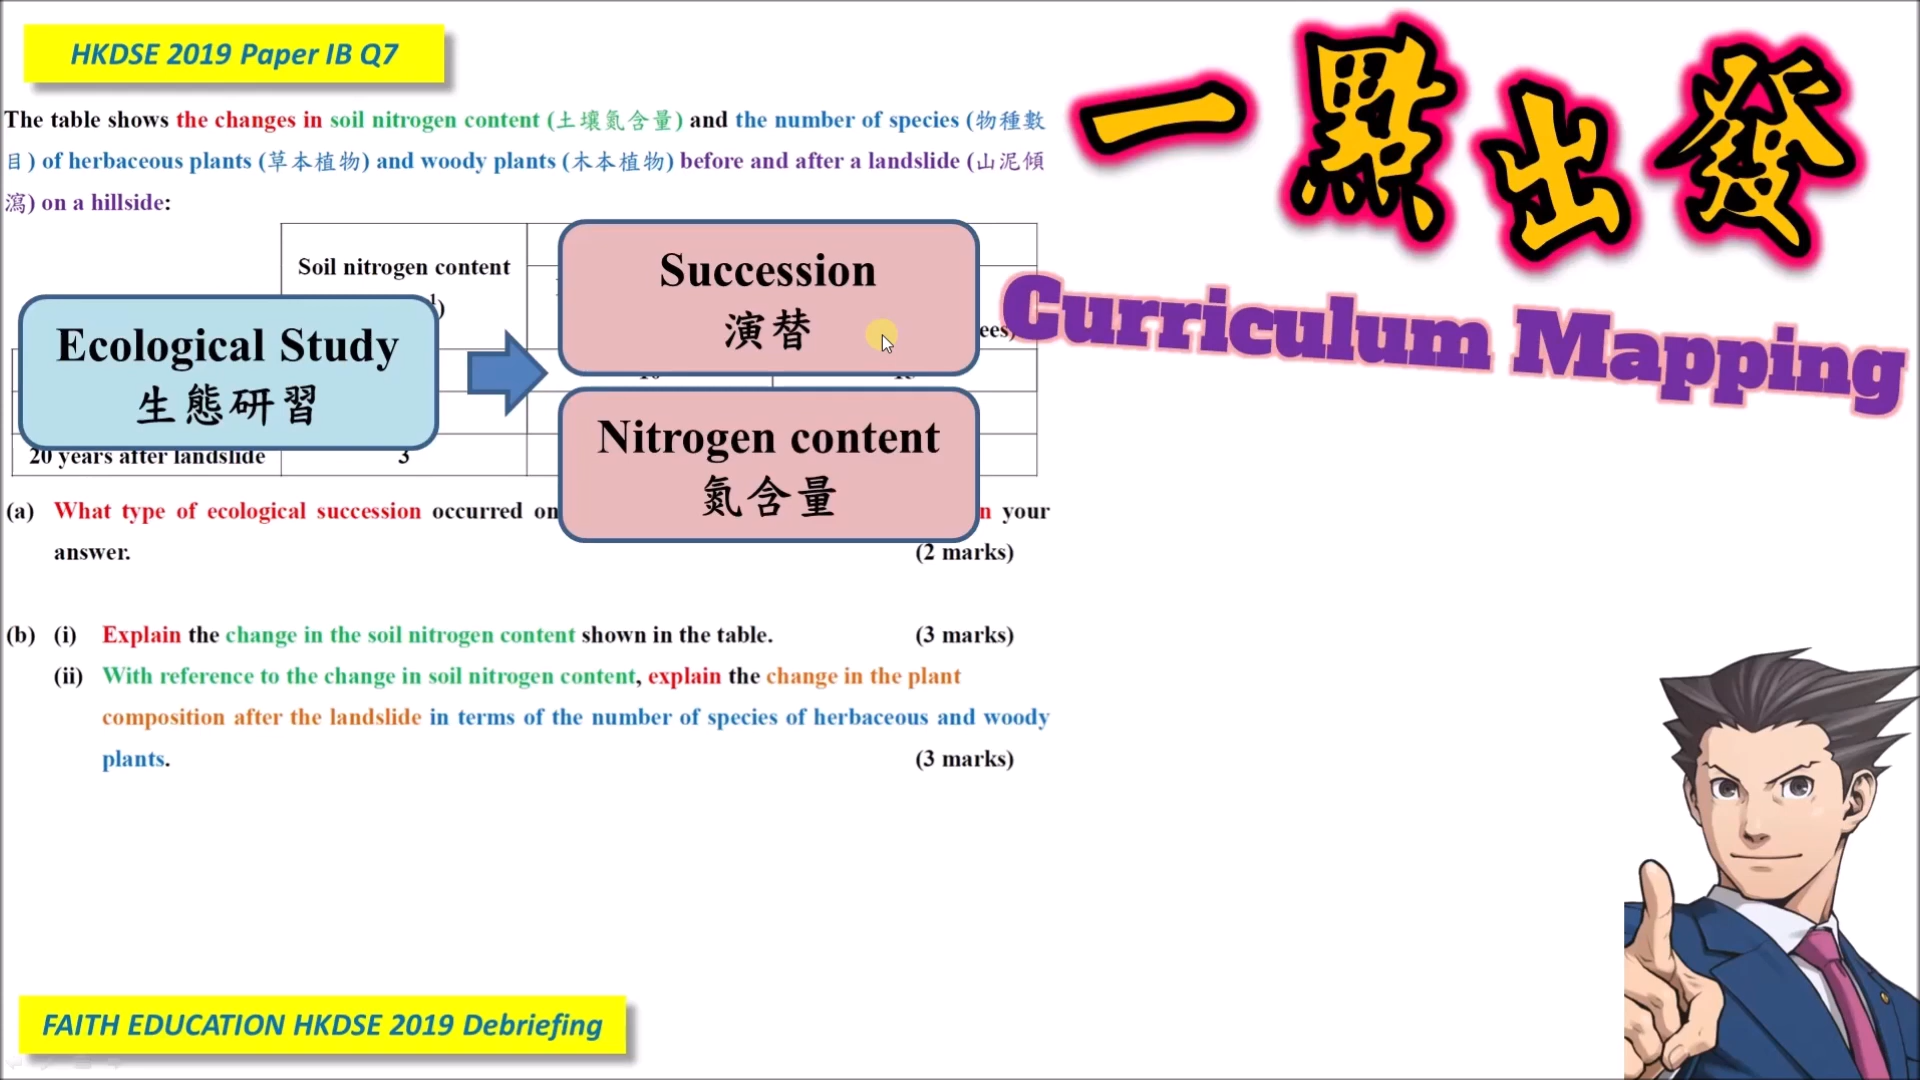 HKDSE 2019 Paper IB Q7
一點出發
Curriculum Mapping
The table shows the changes in soil nitrogen content (土壤氮含量) and the number of species (物種數
目) of herbaceous plants (草本植物) and woody plants (木本植物) before and after a landslide (山泥傾
瀉) on a hillside:
Soil nitrogen content
Succession
演替
Ecological Study
生態研習
Nitrogen content
氮含量
20 years after landslide 3
(a) What type of ecological succession occurred on your
answer. (2 marks)
(b) (i) Explain the change in the soil nitrogen content shown in the table. (3 marks)
(ii) With reference to the change in soil nitrogen content, explain the change in the plant
composition after the landslide in terms of the number of species of herbaceous and woody
plants. (3 marks)
FAITH EDUCATION HKDSE 2019 Debriefing